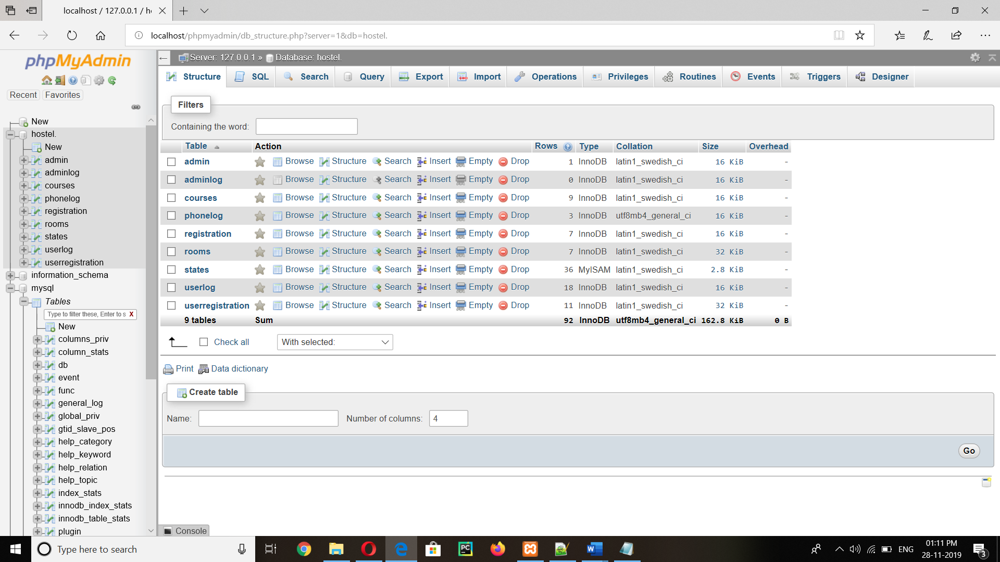 localhost / 127.0.0.1 / h
localhost/phpmyadmin/db_structure.php?server=1&db=hostel.
phpMyAdmin
Recent Favorites
New
hostel.
New
admin
adminlog
courses
phonelog
registration
rooms
states
userlog
userregistration
information_schema
mysql
Tables
Type to filter these, Enter to s X
New
columns_priv
column_stats
db
event
func
general_log
global_priv
gtid_slave_pos
help_category
help_keyword
help_relation
help_topic
index_stats
innodb_index_stats
innodb_table_stats
plugin
Server: 127.0.0.1 » Database: hostel.
Structure SQL Search Query Export Import Operations Privileges Routines Events Triggers Designer
Filters
Containing the word:
Table Action Rows Type Collation Size Overhead
admin Browse Structure Search Insert Empty Drop 1 InnoDB latin1_swedish_ci 16 KiB -
adminlog Browse Structure Search Insert Empty Drop 0 InnoDB latin1_swedish_ci 16 KiB -
courses Browse Structure Search Insert Empty Drop 9 InnoDB latin1_swedish_ci 16 KiB -
phonelog Browse Structure Search Insert Empty Drop 3 InnoDB utf8mb4_general_ci 16 KiB -
registration Browse Structure Search Insert Empty Drop 7 InnoDB latin1_swedish_ci 16 KiB -
rooms Browse Structure Search Insert Empty Drop 7 InnoDB latin1_swedish_ci 32 KiB -
states Browse Structure Search Insert Empty Drop 36 MyISAM latin1_swedish_ci 2.8 KiB -
userlog Browse Structure Search Insert Empty Drop 18 InnoDB latin1_swedish_ci 16 KiB -
userregistration Browse Structure Search Insert Empty Drop 11 InnoDB latin1_swedish_ci 32 KiB -
9 tables Sum 92 InnoDB utf8mb4_general_ci 162.8 KiB 0 B
Check all With selected:
Print Data dictionary
Create table
Name: Number of columns: 4
Go
Console
Type here to search
PC
W
ENG
01:11 PM
28-11-2019
3